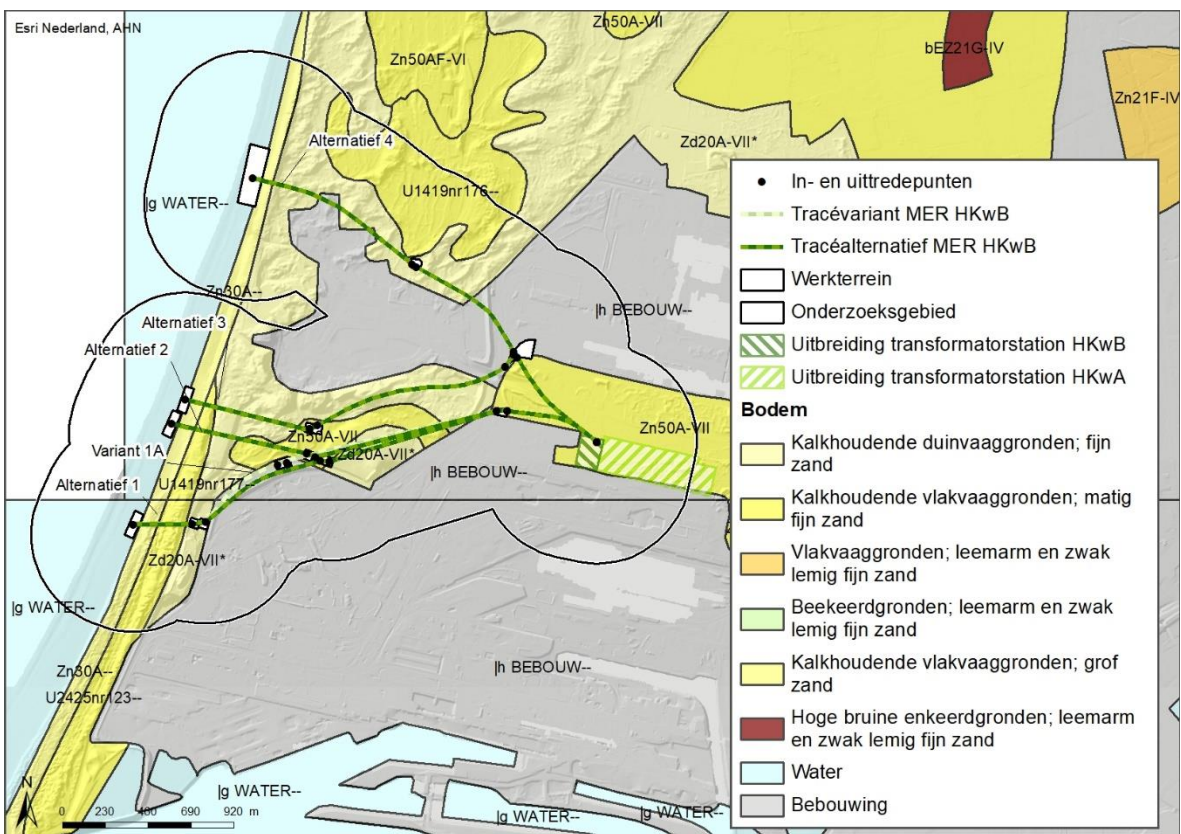 Esri Nederland, AHN
Zn50A-VII
Zn50AF-VI
bEZ21G-IV
Zn21F-IV
Alternatief 4
Zd20A-VII*
U1419nr176--
|g WATER--
Zn30A--
|h BEBOUW--
Alternatief 3
Alternatief 2
Zn50A-VII
Zn50A-VII
Variant 1A
Zd20A-VII*
|h BEBOUW--
U1419nr177--
Alternatief 1
Zd20A-VII*
|g WATER--
|h BEBOUW--
Zn30A--
U2425nr123--
|g WATER--
|g WATER--
|g WATER--
N
0 230 460 690 920 m
In- en uittredepunten
Tracévariant MER HKwB
Tracéalternatief MER HKwB
Werkterrein
Onderzoeksgebied
Uitbreiding transformatorstation HKwB
Uitbreiding transformatorstation HKwA
Bodem
Kalkhoudende duinvaaggronden; fijn
zand
Kalkhoudende vlakvaaggronden; matig
fijn zand
Vlakvaaggronden; leemarm en zwak
lemig fijn zand
Beekeerdgronden; leemarm en zwak
lemig fijn zand
Kalkhoudende vlakvaaggronden; grof
zand
Hoge bruine enkeerdgronden; leemarm
en zwak lemig fijn zand
Water
Bebouwing